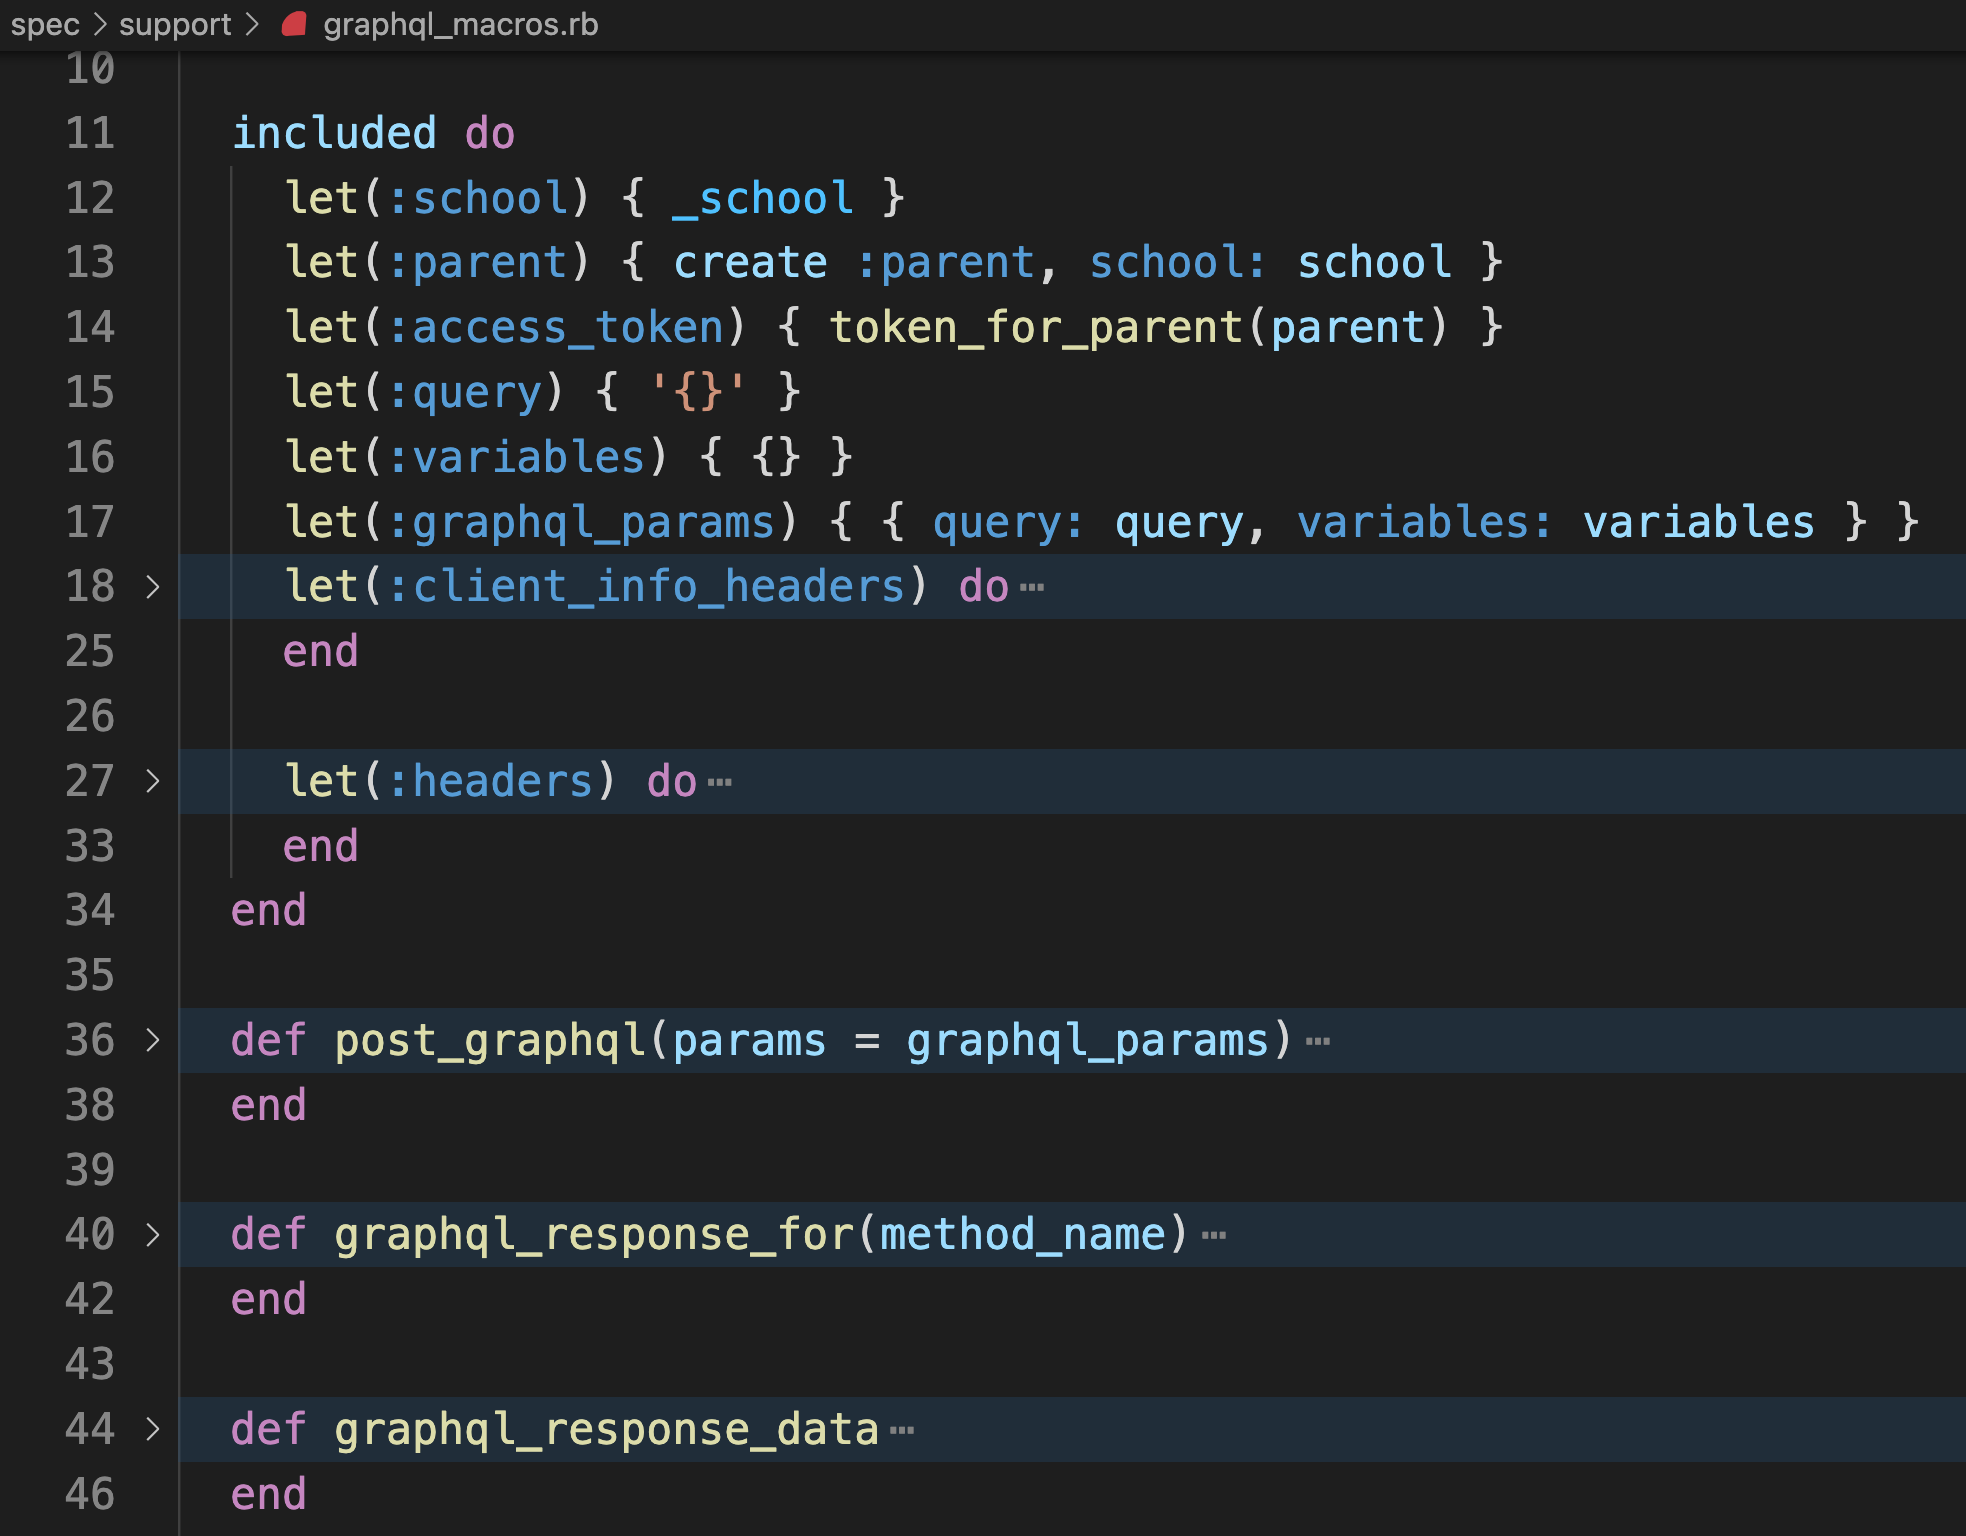 spec > support > graphql_macros.rb
10
11 included do
12 let(:school) { _school }
13 let(:parent) { create :parent, school: school }
14 let(:access_token) { token_for_parent(parent) }
15 let(:query) { '{}' }
16 let(:variables) { {} }
17 let(:graphql_params) { { query: query, variables: variables } }
18 > let(:client_info_headers) do ⋯
25 end
26
27 > let(:headers) do ⋯
33 end
34 end
35
36 > def post_graphql(params = graphql_params) ⋯
38 end
39
40 > def graphql_response_for(method_name) ⋯
42 end
43
44 > def graphql_response_data ⋯
46 end